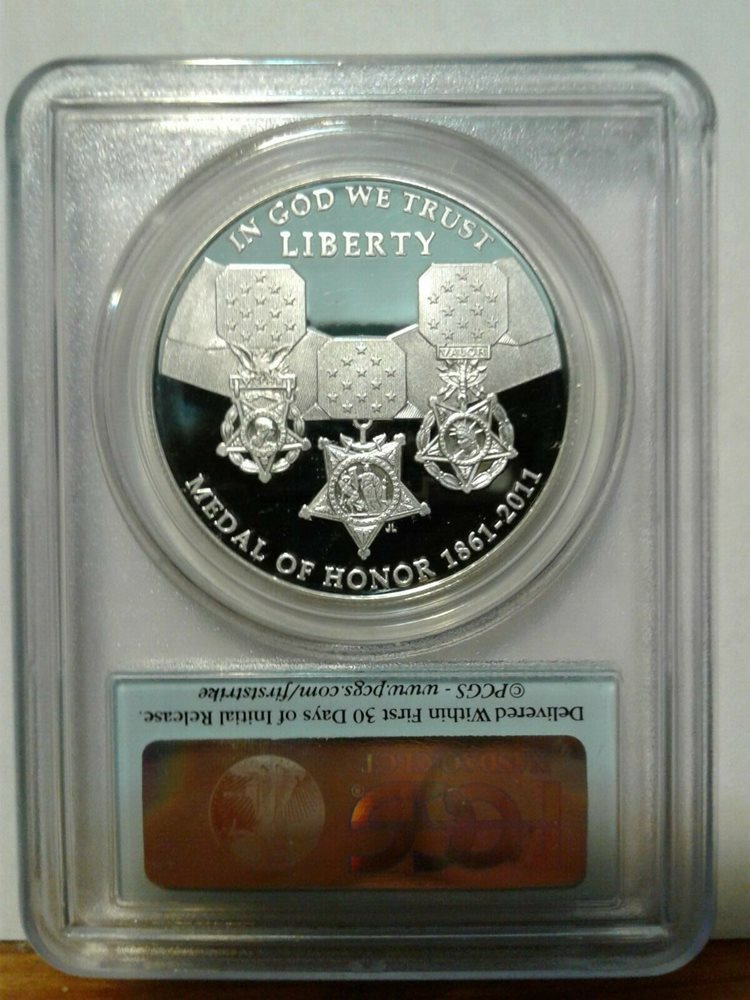 IN GOD WE TRUST
LIBERTY
VALOR
JL
MEDAL OF HONOR 1861-2011
Delivered Within First 30 Days of Initial Release.
©PCGS - www.pcgs.com/firststrike